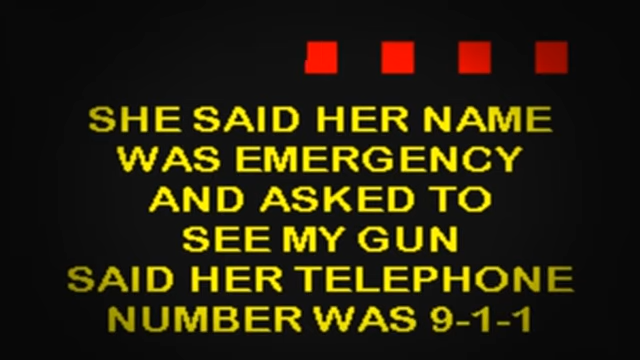 SHE SAID HER NAME
WAS EMERGENCY
AND ASKED TO
SEE MY GUN
SAID HER TELEPHONE
NUMBER WAS 9-1-1